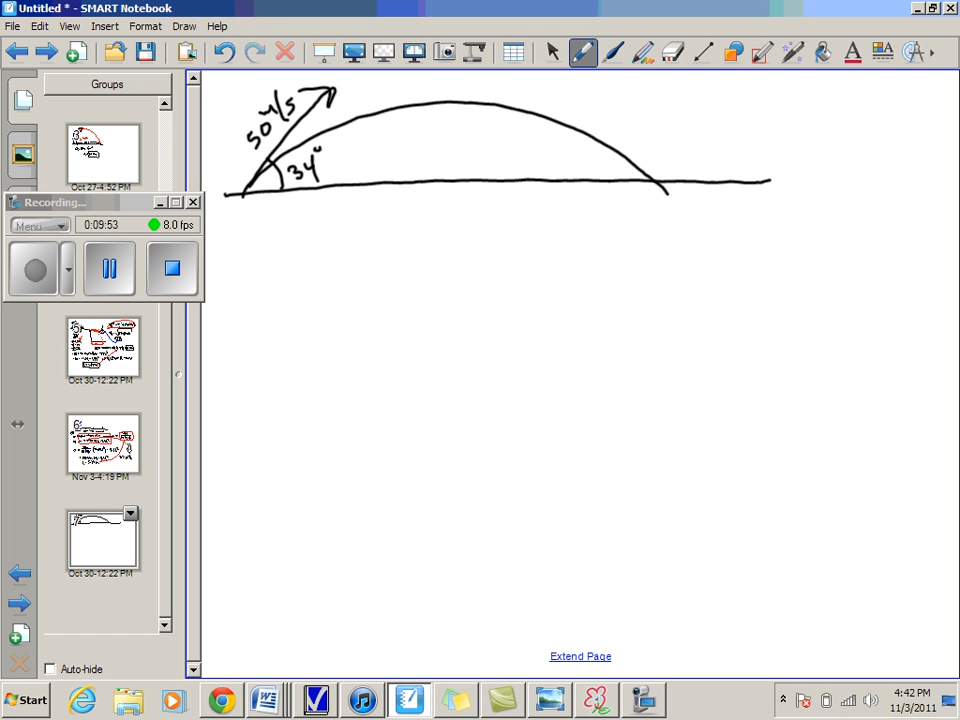 Untitled * - SMART Notebook
File Edit View Insert Format Draw Help
Groups
Oct 27-4:52 PM
Recording...
Menu 0:09:53 8.0 fps
Oct 30-12:22 PM
Nov 3-4:19 PM
Oct 30-12:22 PM
Auto-hide
50 m/s
34°
Extend Page
Start
4:42 PM
11/3/2011